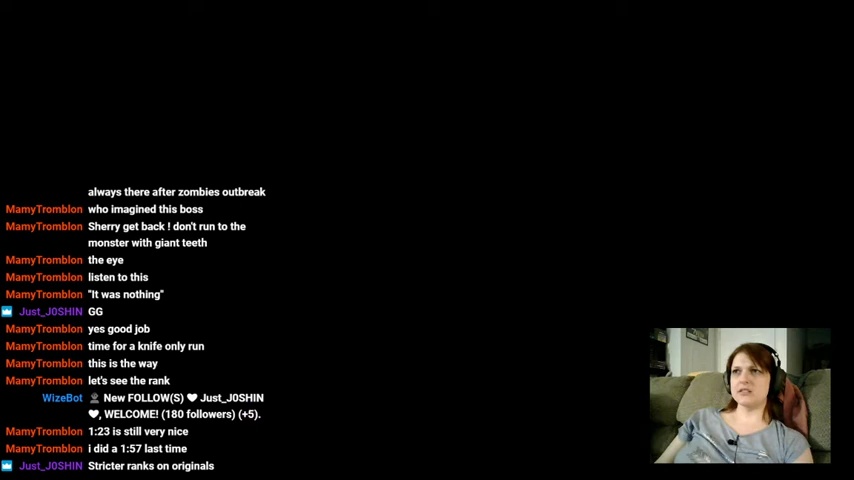 always there after zombies outbreak
MamyTromblon who imagined this boss
MamyTromblon Sherry get back ! don't run to the
monster with giant teeth
MamyTromblon the eye
MamyTromblon listen to this
MamyTromblon "It was nothing"
Just_J0SHIN GG
MamyTromblon yes good job
MamyTromblon time for a knife only run
MamyTromblon this is the way
MamyTromblon let's see the rank
WizeBot New FOLLOW(S) ♥ Just_J0SHIN
♥, WELCOME! (180 followers) (+5).
MamyTromblon 1:23 is still very nice
MamyTromblon i did a 1:57 last time
Just_J0SHIN Stricter ranks on originals